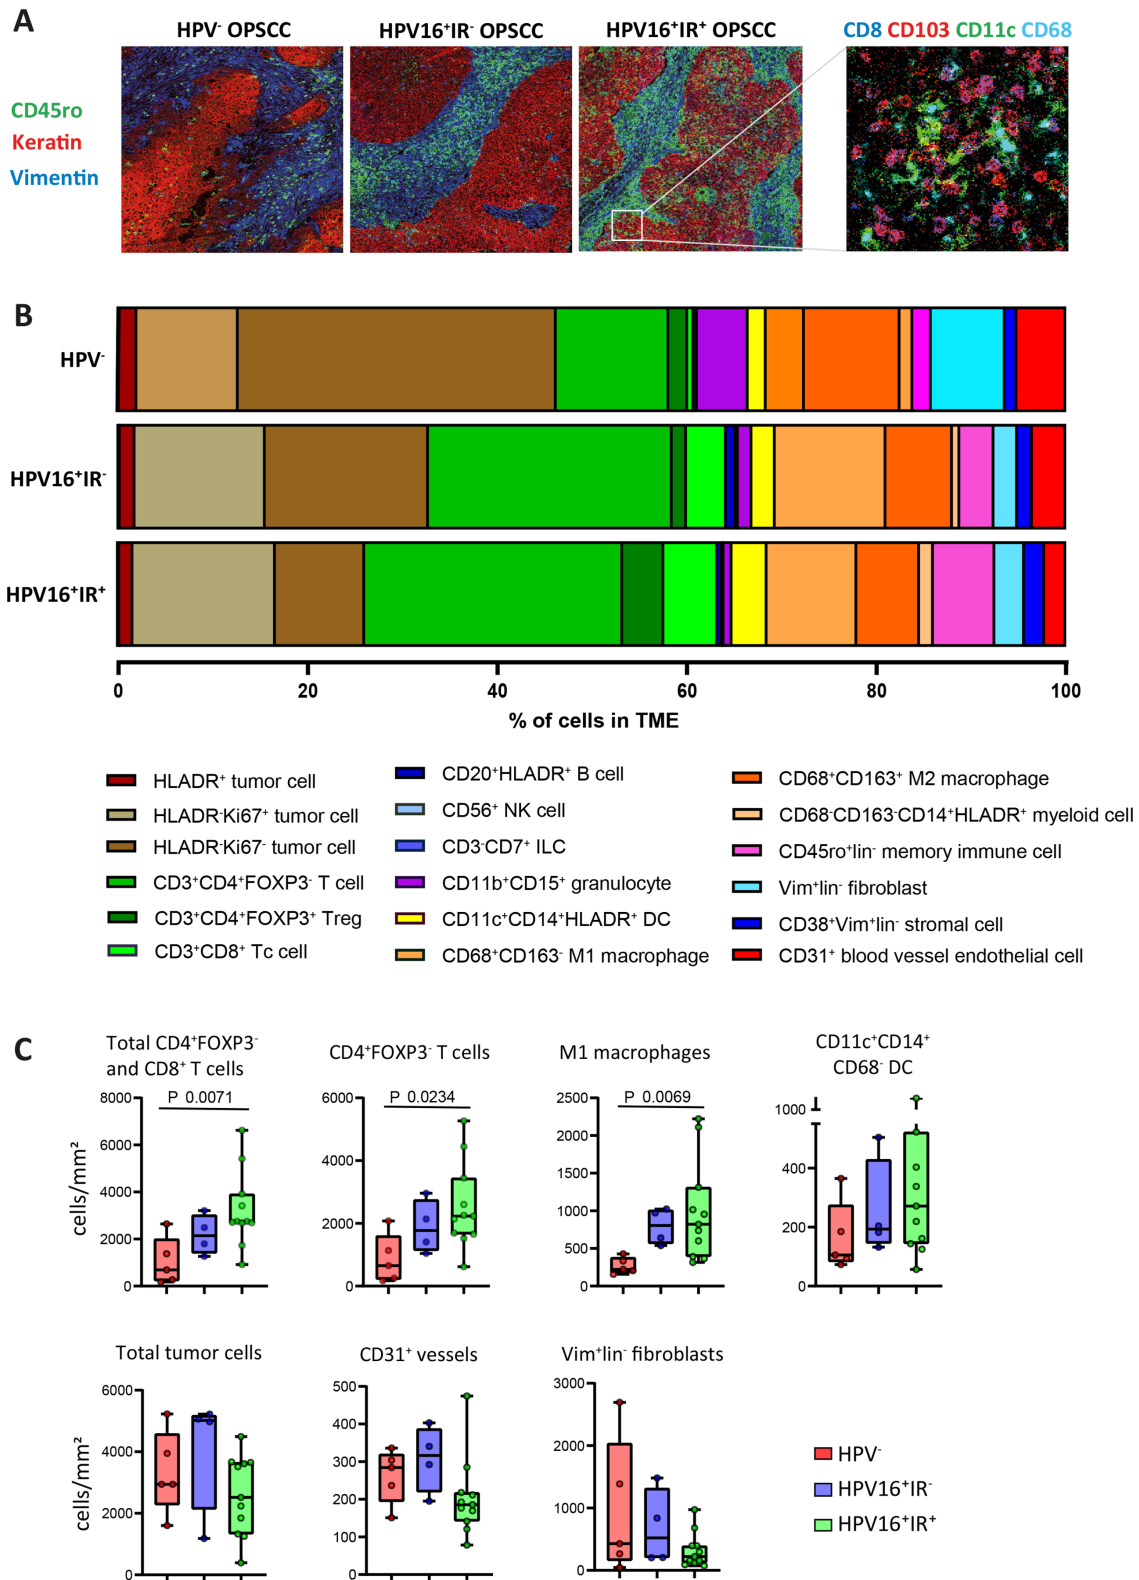 A
HPV⁻ OPSCC
HPV16⁺IR⁻ OPSCC
HPV16⁺IR⁺ OPSCC
CD8 CD103 CD11c CD68
CD45ro
Keratin
Vimentin
B
HPV⁻
HPV16⁺IR⁻
HPV16⁺IR⁺
0 20 40 60 80 100
% of cells in TME
HLADR⁺ tumor cell
HLADR⁻Ki67⁺ tumor cell
HLADR⁻Ki67⁻ tumor cell
CD3⁺CD4⁺FOXP3⁻ T cell
CD3⁺CD4⁺FOXP3⁺ Treg
CD3⁺CD8⁺ Tc cell
CD20⁺HLADR⁺ B cell
CD56⁺ NK cell
CD3⁻CD7⁺ ILC
CD11b⁺CD15⁺ granulocyte
CD11c⁺CD14⁺HLADR⁺ DC
CD68⁺CD163⁻ M1 macrophage
CD68⁺CD163⁺ M2 macrophage
CD68⁻CD163⁻CD14⁺HLADR⁺ myeloid cell
CD45ro⁺lin⁻ memory immune cell
Vim⁺lin⁻ fibroblast
CD38⁺Vim⁺lin⁻ stromal cell
CD31⁺ blood vessel endothelial cell
C
Total CD4⁺FOXP3⁻
and CD8⁺ T cells
P 0.0071
8000
6000
4000
2000
0
cells/mm²
CD4⁺FOXP3⁻ T cells
P 0.0234
6000
4000
2000
0
M1 macrophages
P 0.0069
2500
2000
1500
1000
500
0
CD11c⁺CD14⁺
CD68⁻ DC
1000
400
200
0
Total tumor cells
6000
4000
2000
0
cells/mm²
CD31⁺ vessels
500
400
300
200
100
0
Vim⁺lin⁻ fibroblasts
3000
2000
1000
0
HPV⁻
HPV16⁺IR⁻
HPV16⁺IR⁺